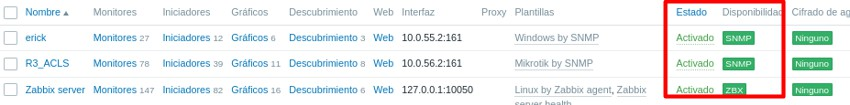 Nombre Monitores Iniciadores Gráficos Descubrimiento Web Interfaz Proxy Plantillas Estado Disponibilidad Cifrado de ag
erick Monitores 27 Iniciadores 12 Gráficos 6 Descubrimiento 3 Web 10.0.55.2:161 Windows by SNMP Activado SNMP Ninguno
R3_ACLS Monitores 78 Iniciadores 39 Gráficos 11 Descubrimiento 8 Web 10.0.56.2:161 Mikrotik by SNMP Activado SNMP Ninguno
Zabbix server Monitores 147 Iniciadores 82 Gráficos 16 Descubrimiento 6 Web 127.0.0.1:10050 Linux by Zabbix agent, Zabbix Activado ZBX Ninguno
server health